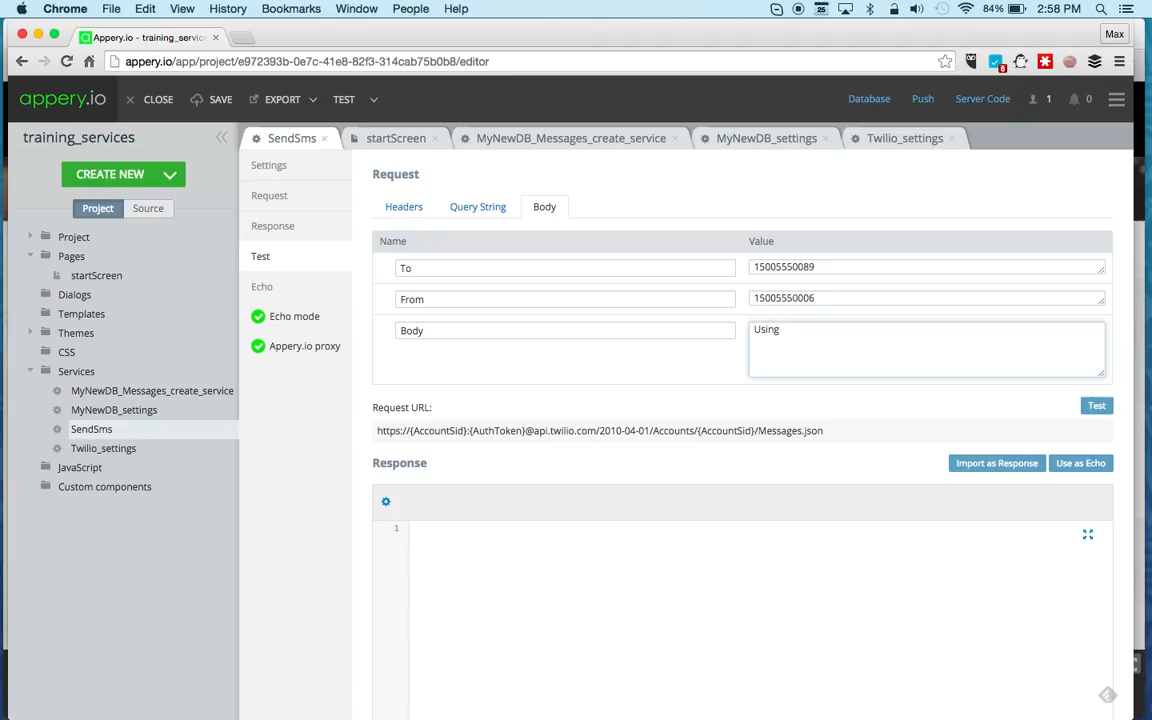 Chrome File Edit View History Bookmarks Window People Help 25 84% 2:58 PM
Appery.io - training_service × Max
appery.io/app/project/e972393b-0e7c-41e8-82f3-314cab75b0b8/editor 8
appery.io CLOSE SAVE EXPORT TEST Database Push Server Code 1 0
training_services
SendSms × startScreen × MyNewDB_Messages_create_service × MyNewDB_settings × Twilio_settings ×
CREATE NEW
Project Source
Project
Pages
startScreen
Dialogs
Templates
Themes
CSS
Services
MyNewDB_Messages_create_service
MyNewDB_settings
SendSms
Twilio_settings
JavaScript
Custom components
Settings
Request
Response
Test
Echo
Echo mode
Appery.io proxy
Request
Headers Query String Body
Name Value
To 15005550089
From 15005550006
Body Using
Request URL: Test
https://{AccountSid}:{AuthToken}@api.twilio.com/2010-04-01/Accounts/{AccountSid}/Messages.json
Response Import as Response Use as Echo
1